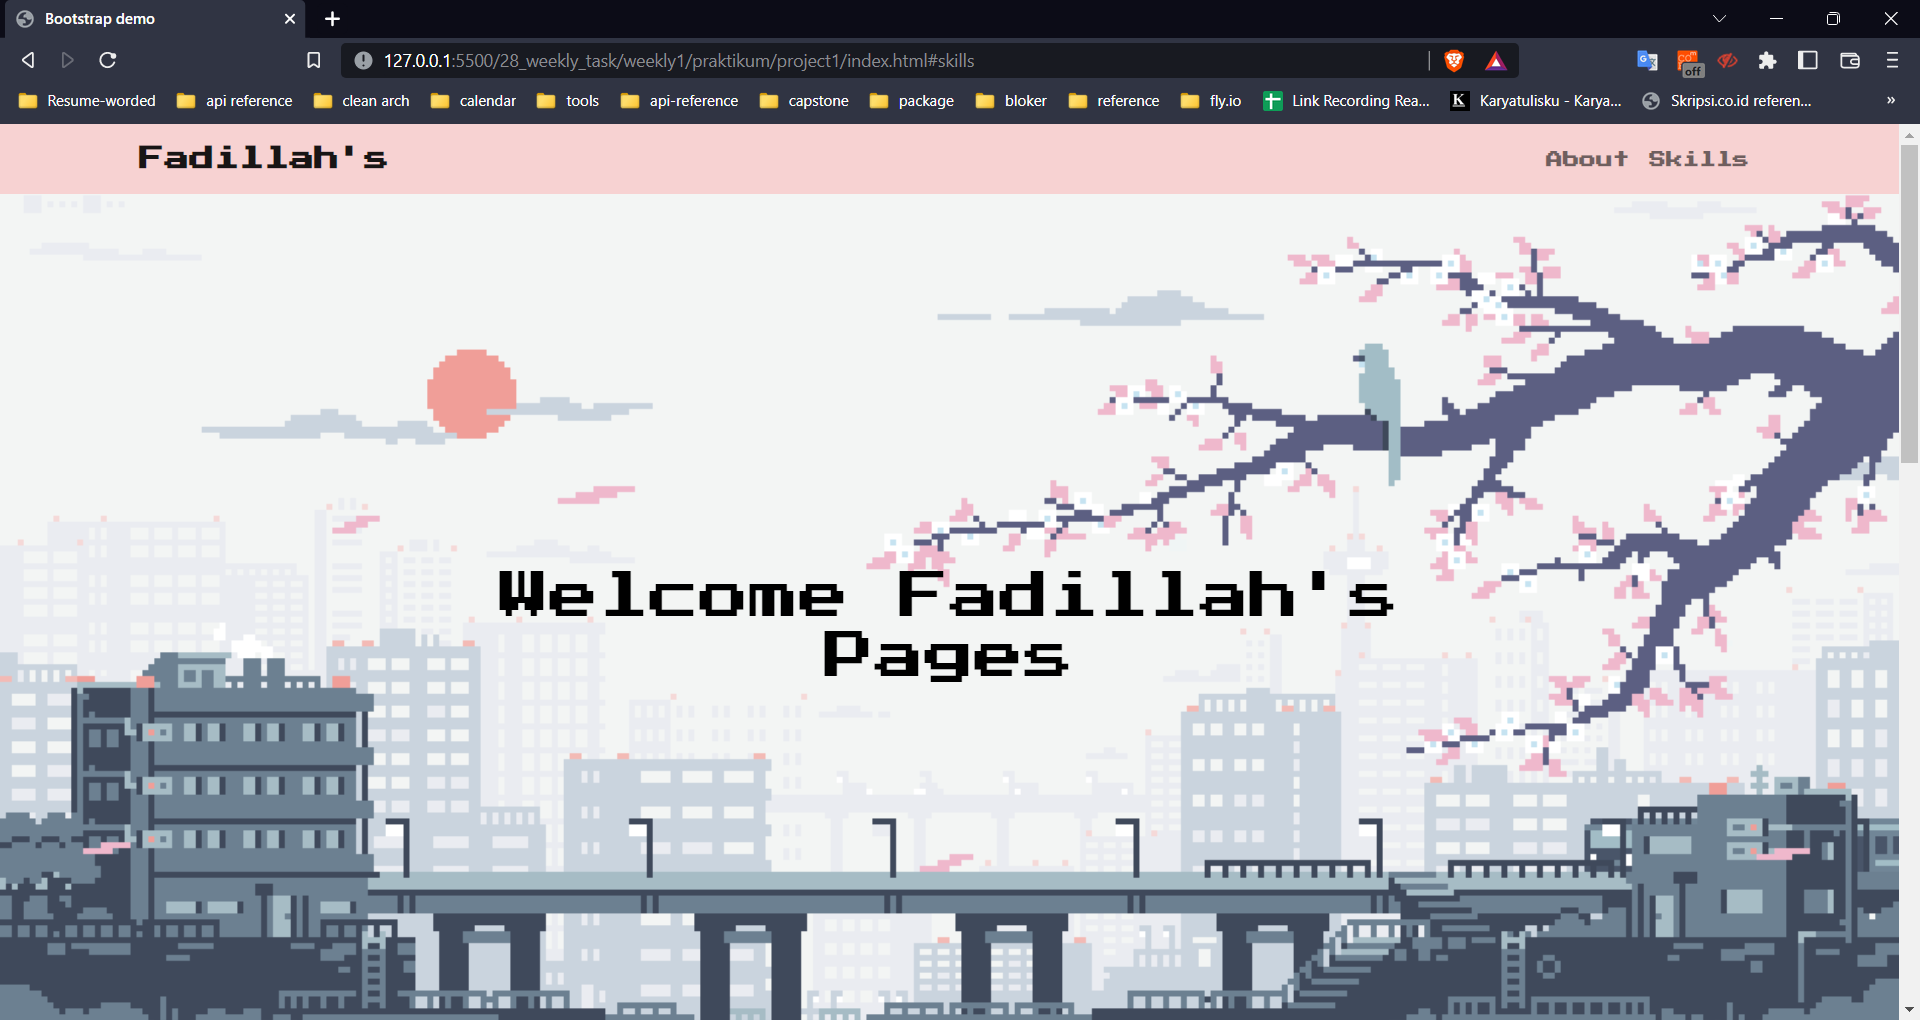 Bootstrap demo
127.0.0.1:5500/28_weekly_task/weekly1/praktikum/project1/index.html#skills
off
Resume-worded
api reference
clean arch
calendar
tools
api-reference
capstone
package
bloker
reference
fly.io
Link Recording Rea...
Karyatulisku - Karya...
Skripsi.co.id referen...
»
Fadillah's
About Skills
Welcome Fadillah's
Pages